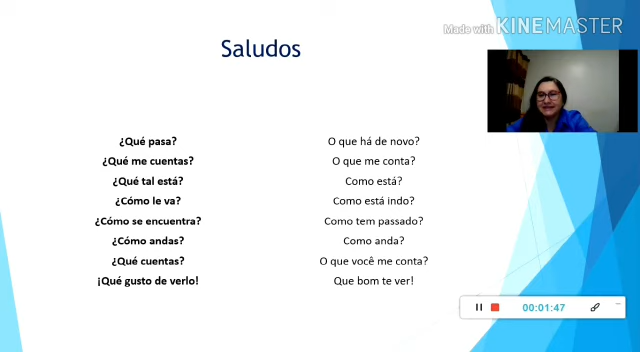 Made with KINEMASTER
Saludos
¿Qué pasa? O que há de novo?
¿Qué me cuentas? O que me conta?
¿Qué tal está? Como está?
¿Cómo le va? Como está indo?
¿Cómo se encuentra? Como tem passado?
¿Cómo andas? Como anda?
¿Qué cuentas? O que você me conta?
¡Qué gusto de verlo! Que bom te ver!
00:01:47